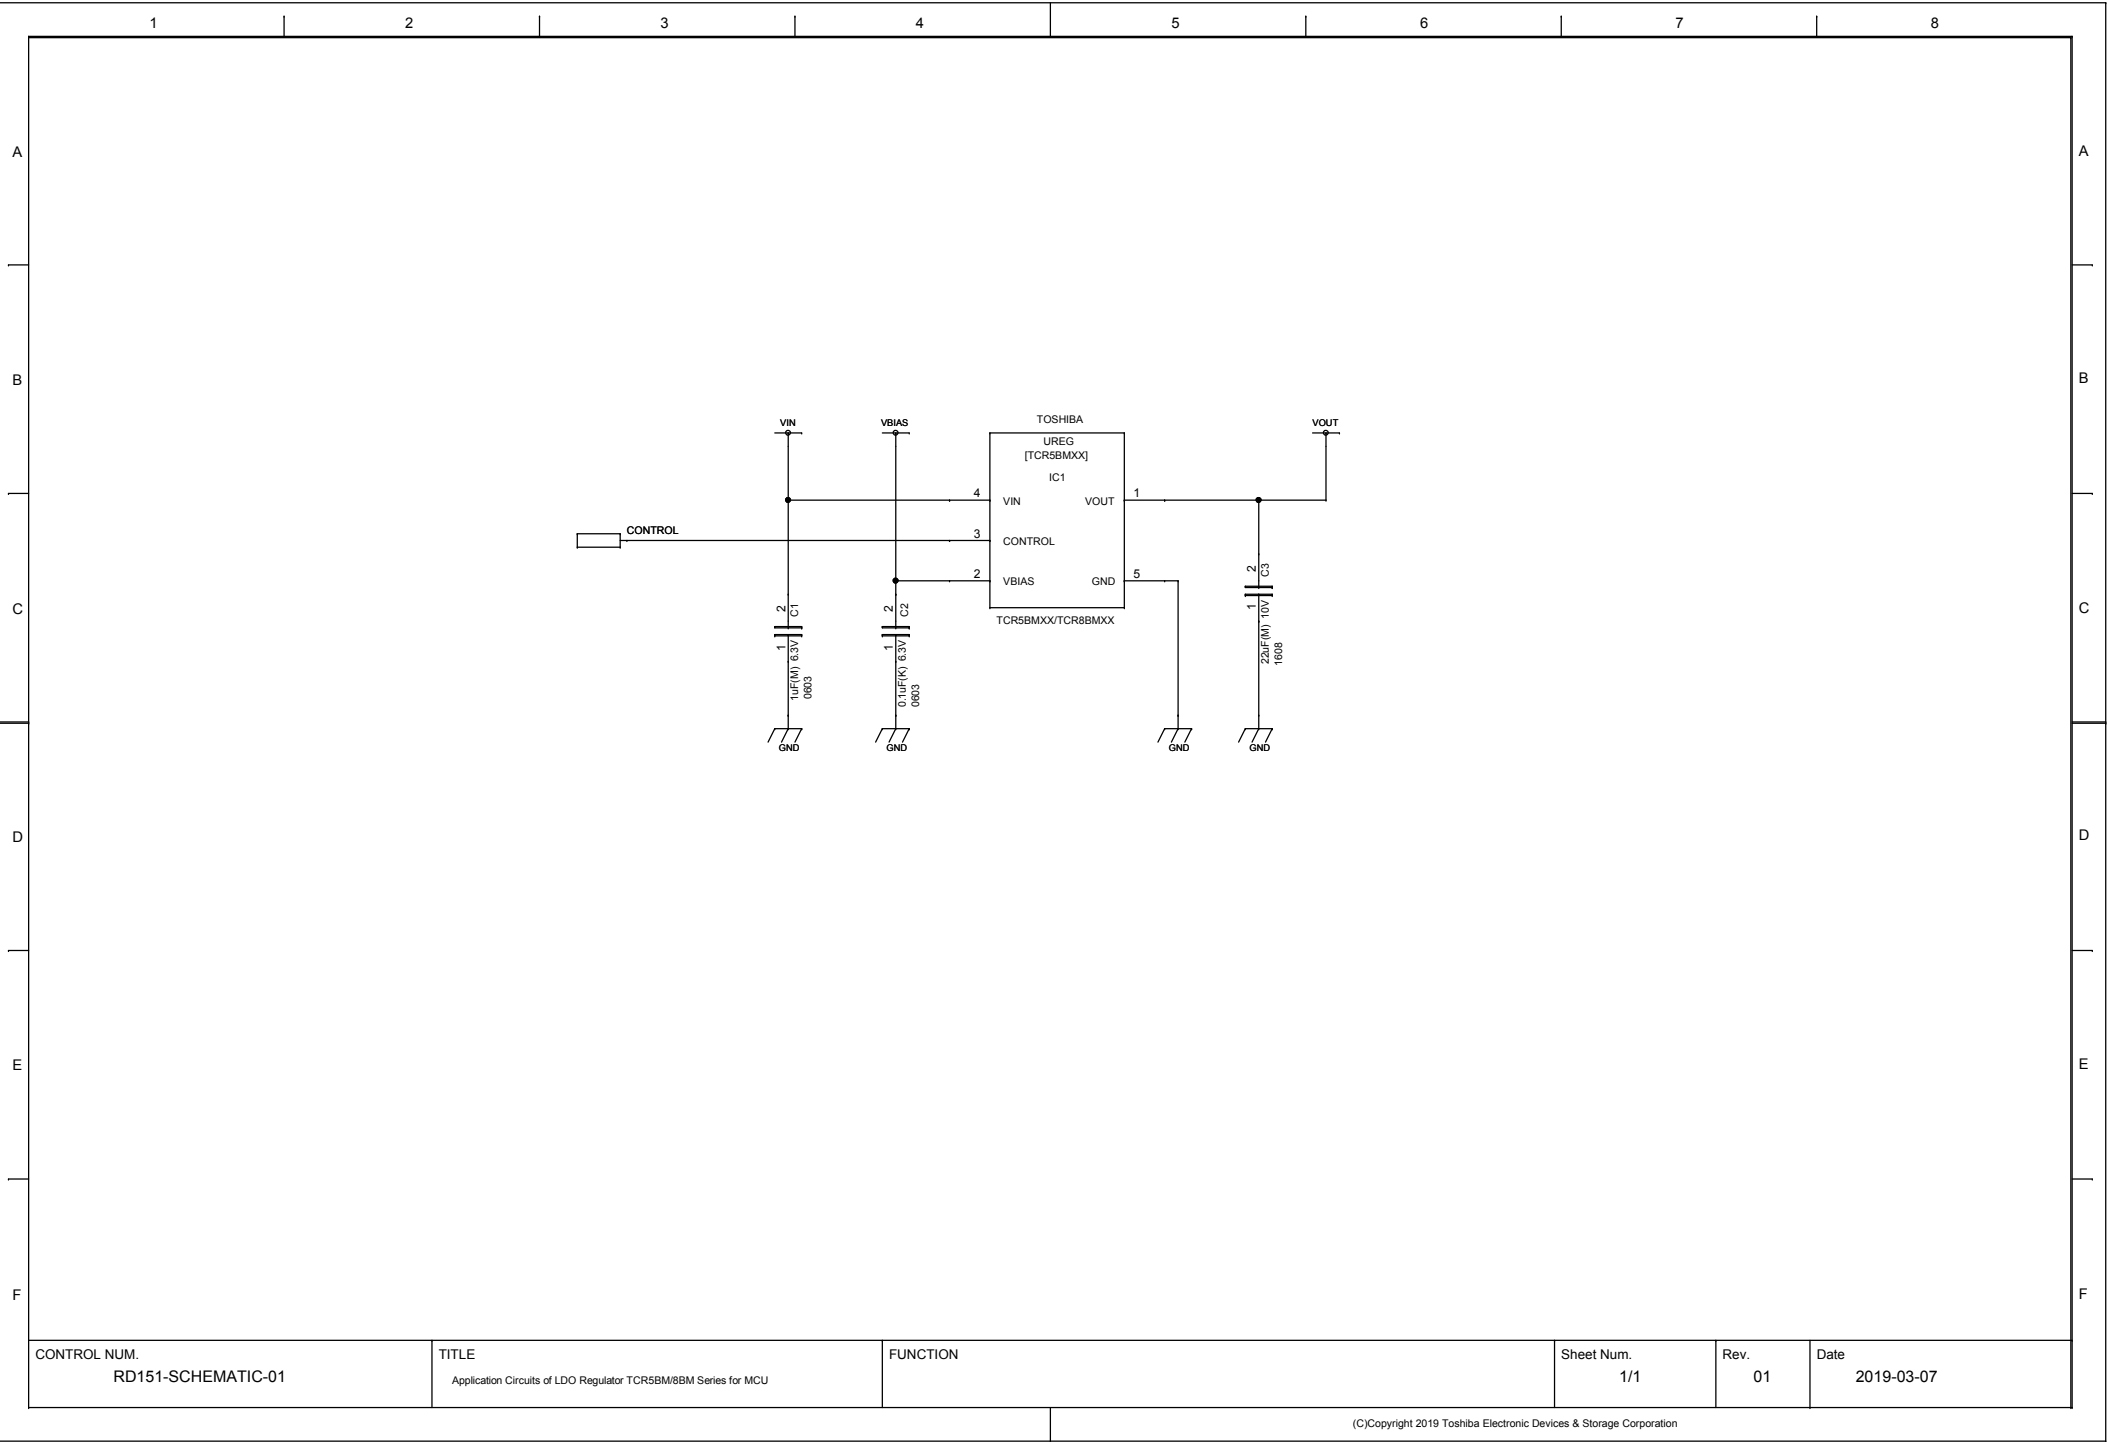 1 2 3 4 5 6 7 8
A A
B B
VIN
VBIAS
TOSHIBA
VOUT
UREG
[TCR5BMXX]
IC1
4 VIN VOUT 1
CONTROL
3 CONTROL
2 VBIAS GND 5
TCR5BMXX/TCR8BMXX
2 C1
1 1uF(M) 6.3V
0603
2 C2
1 0.1uF(K) 6.3V
0603
2 C3
1 22uF(M) 10V
1608
C C
GND GND GND GND
D D
E E
F F
CONTROL NUM.
RD151-SCHEMATIC-01
TITLE
Application Circuits of LDO Regulator TCR5BM/8BM Series for MCU
FUNCTION
Sheet Num.
1/1
Rev.
01
Date
2019-03-07
(C)Copyright 2019 Toshiba Electronic Devices & Storage Corporation